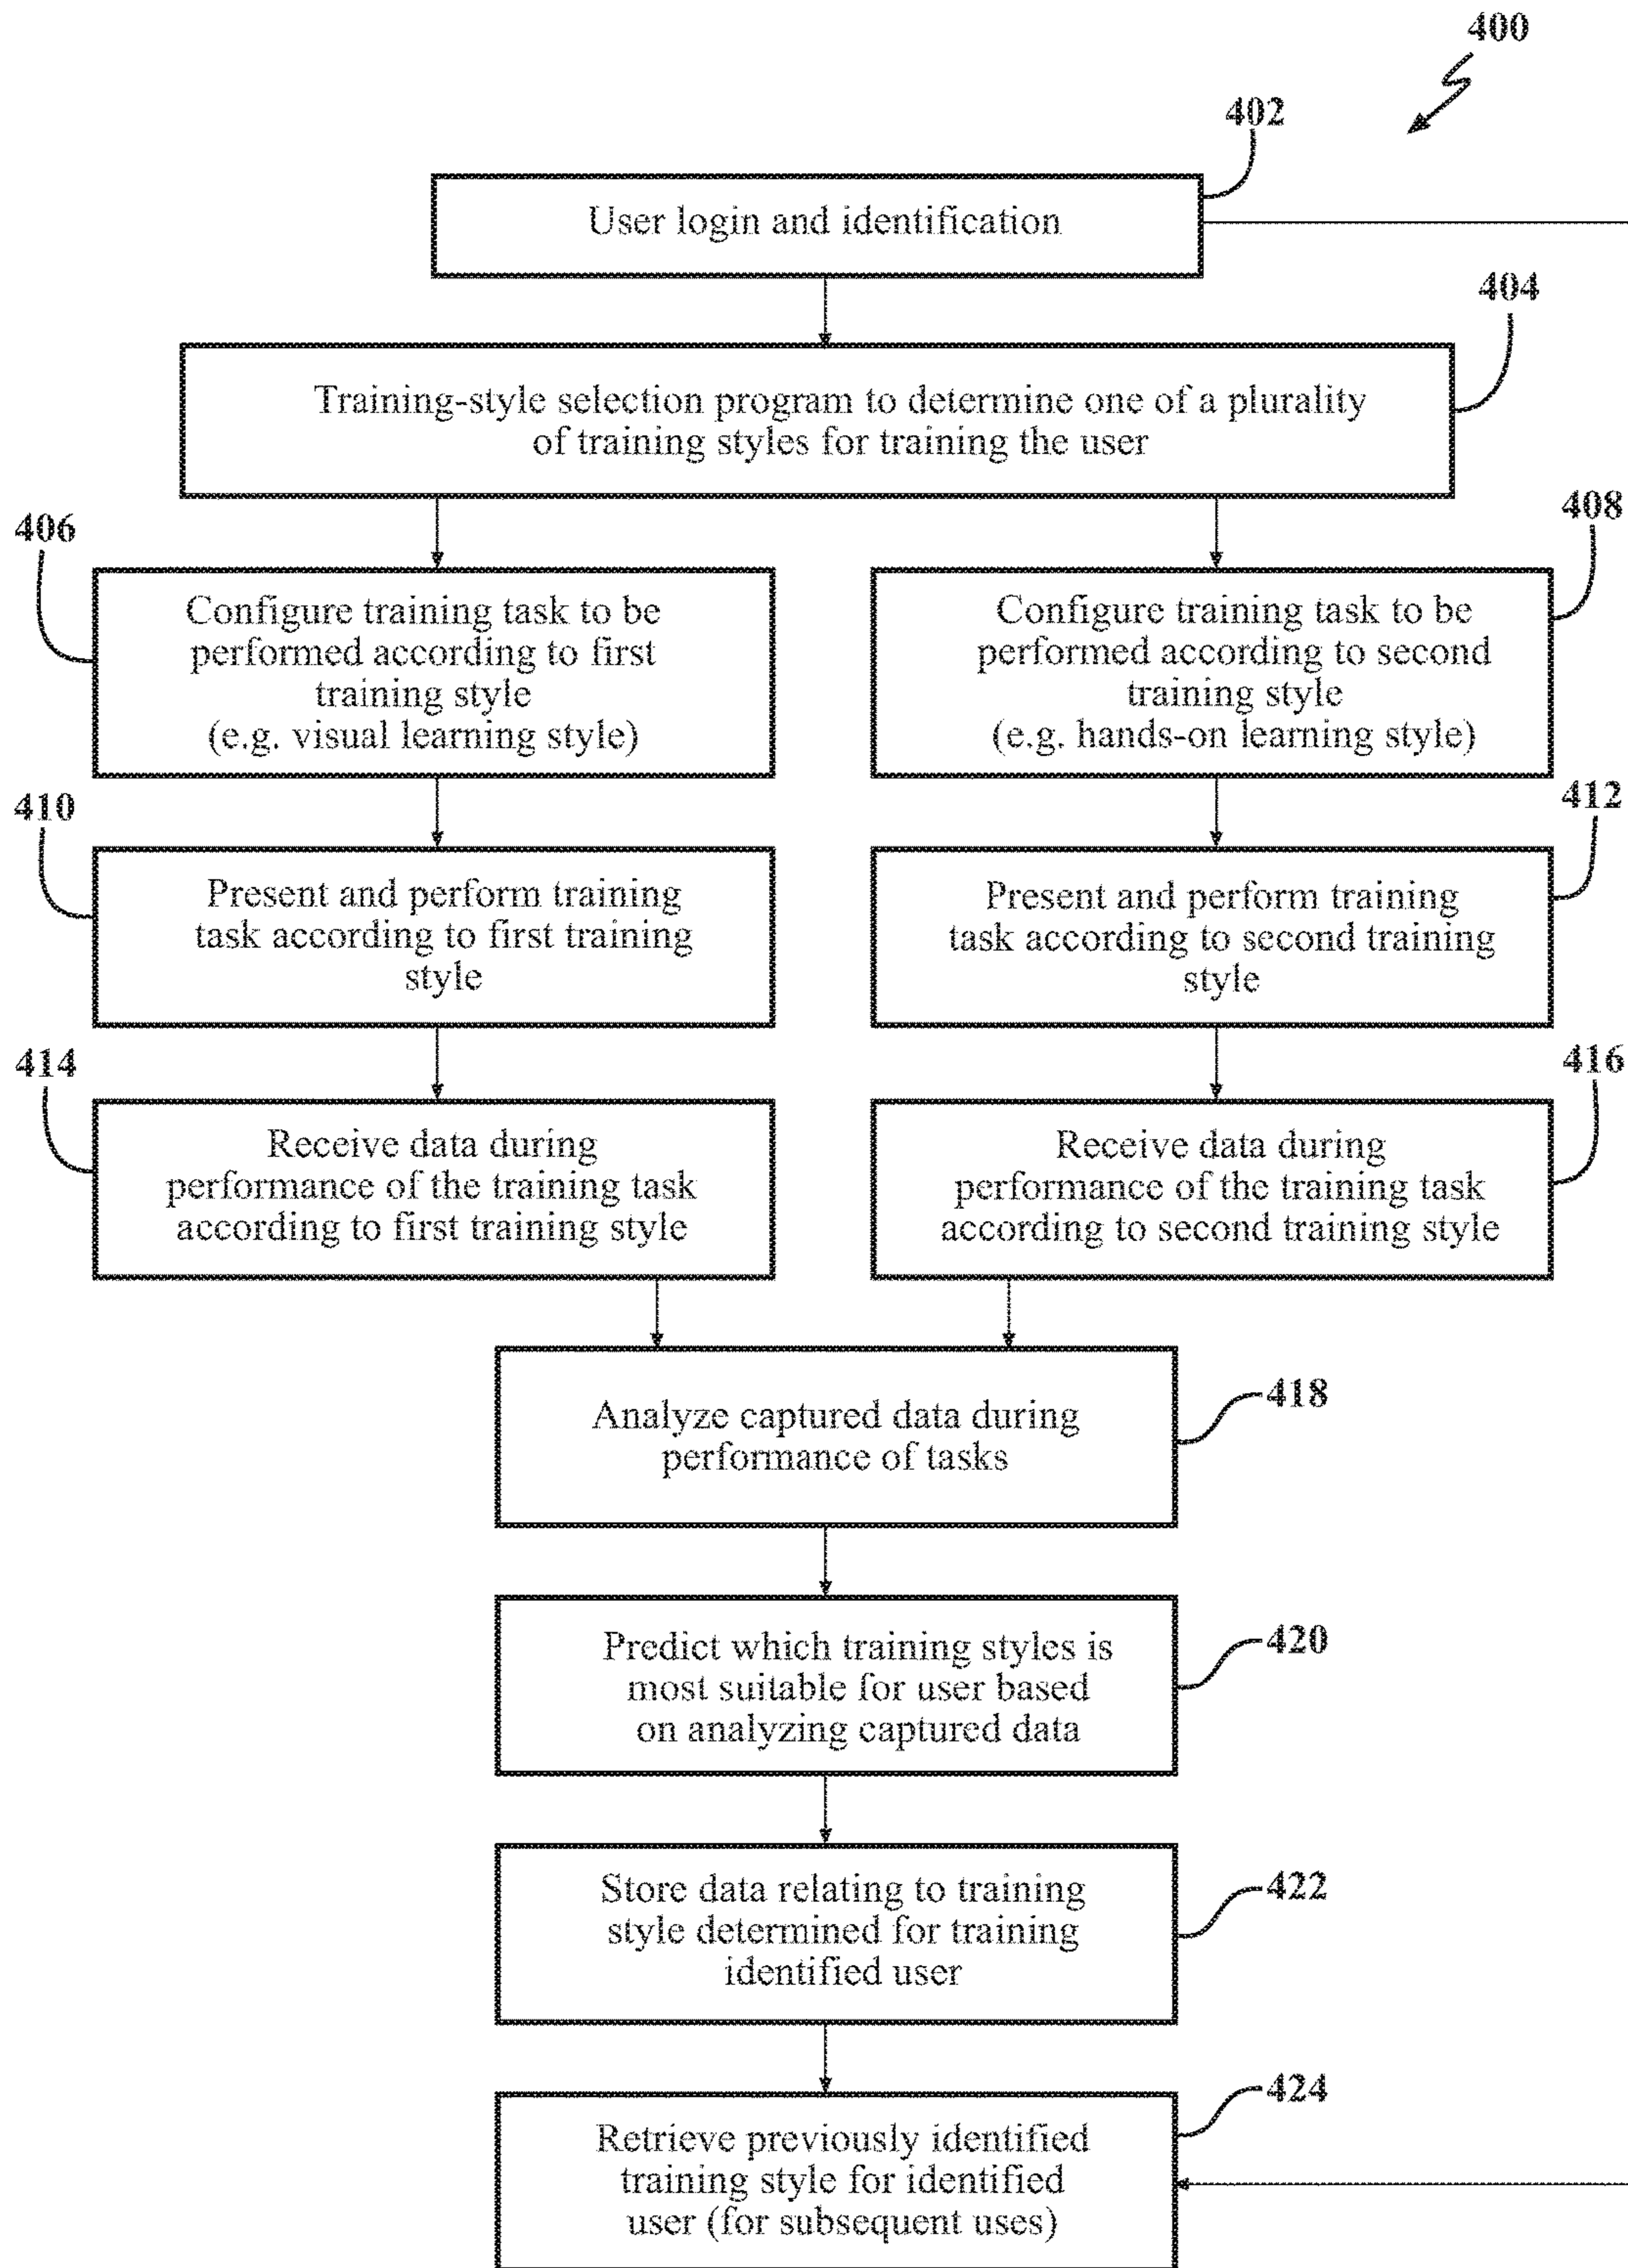 400
402
User login and identification
404
Training-style selection program to determine one of a plurality
of training styles for training the user
406
408
Configure training task to be
performed according to first
training style
(e.g. visual learning style)
Configure training task to be
performed according to second
training style
(e.g. hands-on learning style)
410
412
Present and perform training
task according to first training
style
Present and perform training
task according to second training
style
414
416
Receive data during
performance of the training task
according to first training style
Receive data during
performance of the training task
according to second training style
418
Analyze captured data during
performance of tasks
420
Predict which training styles is
most suitable for user based
on analyzing captured data
422
Store data relating to training
style determined for training
identified user
424
Retrieve previously identified
training style for identified
user (for subsequent uses)